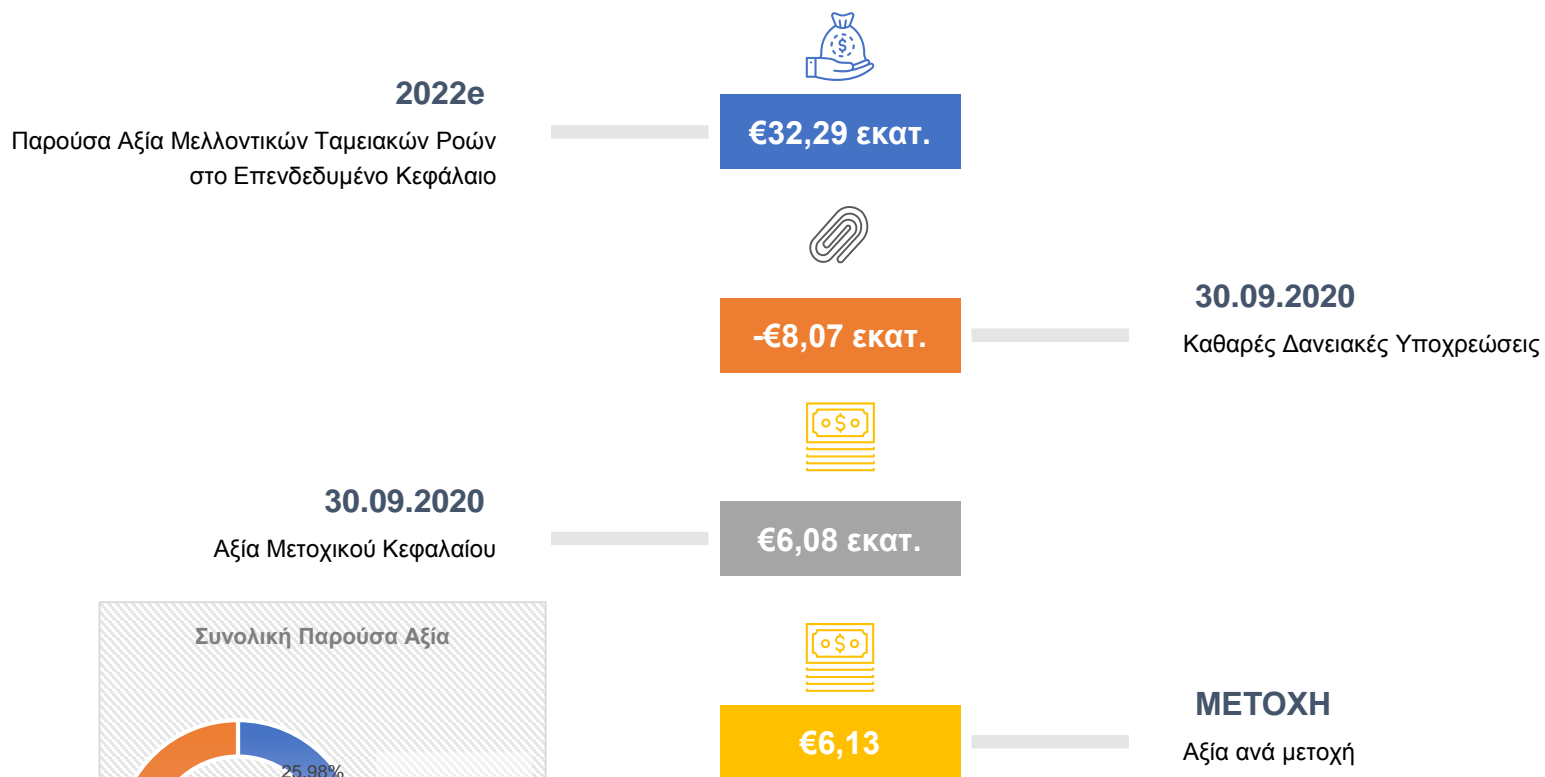 2022e
Παρούσα Αξία Μελλοντικών Ταμειακών Ροών
στο Επενδεδυμένο Κεφάλαιο
€32,29 εκατ.
-€8,07 εκατ.
30.09.2020
Καθαρές Δανειακές Υποχρεώσεις
30.09.2020
Αξία Μετοχικού Κεφαλαίου
€6,08 εκατ.
Συνολική Παρούσα Αξία
25,98%
€6,13
ΜΕΤΟΧΗ
Αξία ανά μετοχή